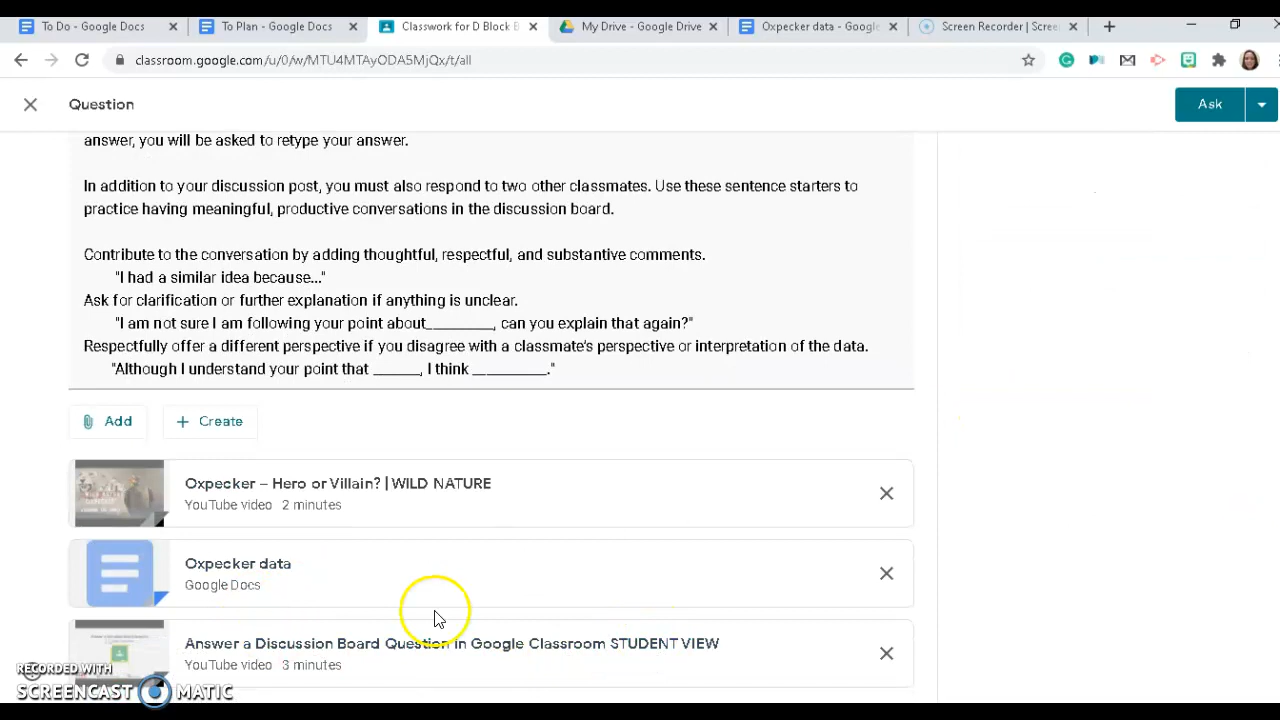 To Do - Google Docs
To Plan - Google Docs
Classwork for D Block B
My Drive - Google Drive
Oxpecker data - Google
Screen Recorder | Scree
classroom.google.com/u/0/w/MTU4MTAyODA5MjQx/t/all
Question
Ask
answer, you will be asked to retype your answer.
In addition to your discussion post, you must also respond to two other classmates. Use these sentence starters to
practice having meaningful, productive conversations in the discussion board.
Contribute to the conversation by adding thoughtful, respectful, and substantive comments.
"I had a similar idea because..."
Ask for clarification or further explanation if anything is unclear.
"I am not sure I am following your point about_________, can you explain that again?"
Respectfully offer a different perspective if you disagree with a classmate's perspective or interpretation of the data.
"Although I understand your point that ______, I think _________."
Add
Create
Oxpecker – Hero or Villain? | WILD NATURE
YouTube video 2 minutes
Oxpecker data
Google Docs
Answer a Discussion Board Question in Google Classroom STUDENT VIEW
YouTube video 3 minutes
RECORDED WITH
SCREENCAST MATIC